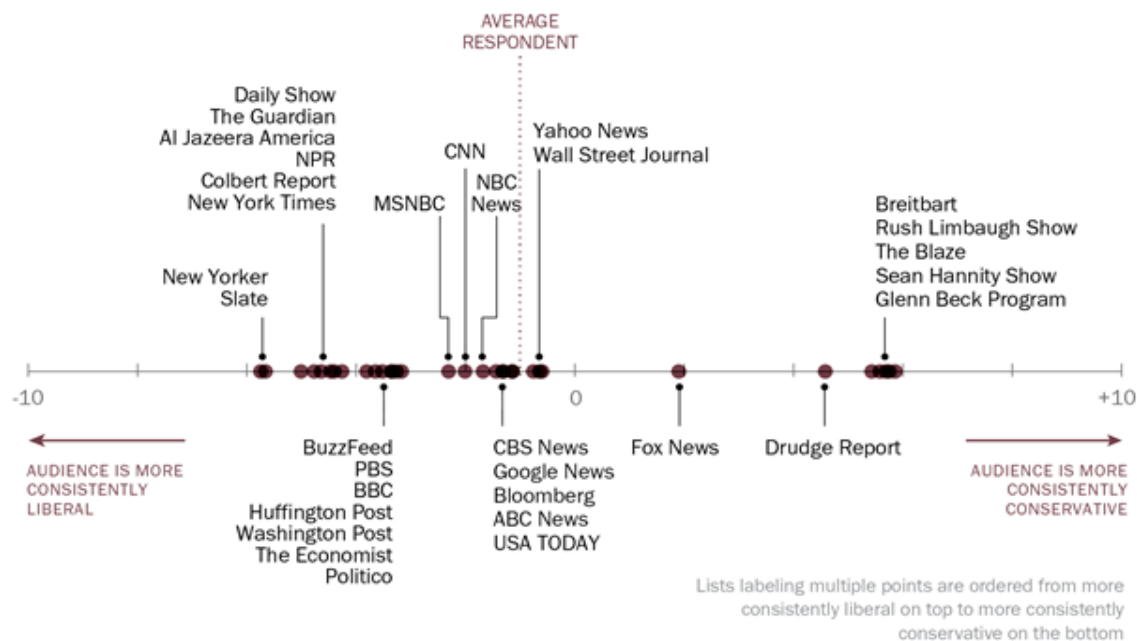 AVERAGE
RESPONDENT
Daily Show
The Guardian
Al Jazeera America
NPR
Colbert Report
New York Times
CNN
Yahoo News
Wall Street Journal
NBC
News
MSNBC
Breitbart
Rush Limbaugh Show
The Blaze
Sean Hannity Show
Glenn Beck Program
New Yorker
Slate
-10
0
+10
AUDIENCE IS MORE
CONSISTENTLY
LIBERAL
BuzzFeed
PBS
BBC
Huffington Post
Washington Post
The Economist
Politico
CBS News
Google News
Bloomberg
ABC News
USA TODAY
Fox News
Drudge Report
AUDIENCE IS MORE
CONSISTENTLY
CONSERVATIVE
Lists labeling multiple points are ordered from more
consistently liberal on top to more consistently
conservative on the bottom